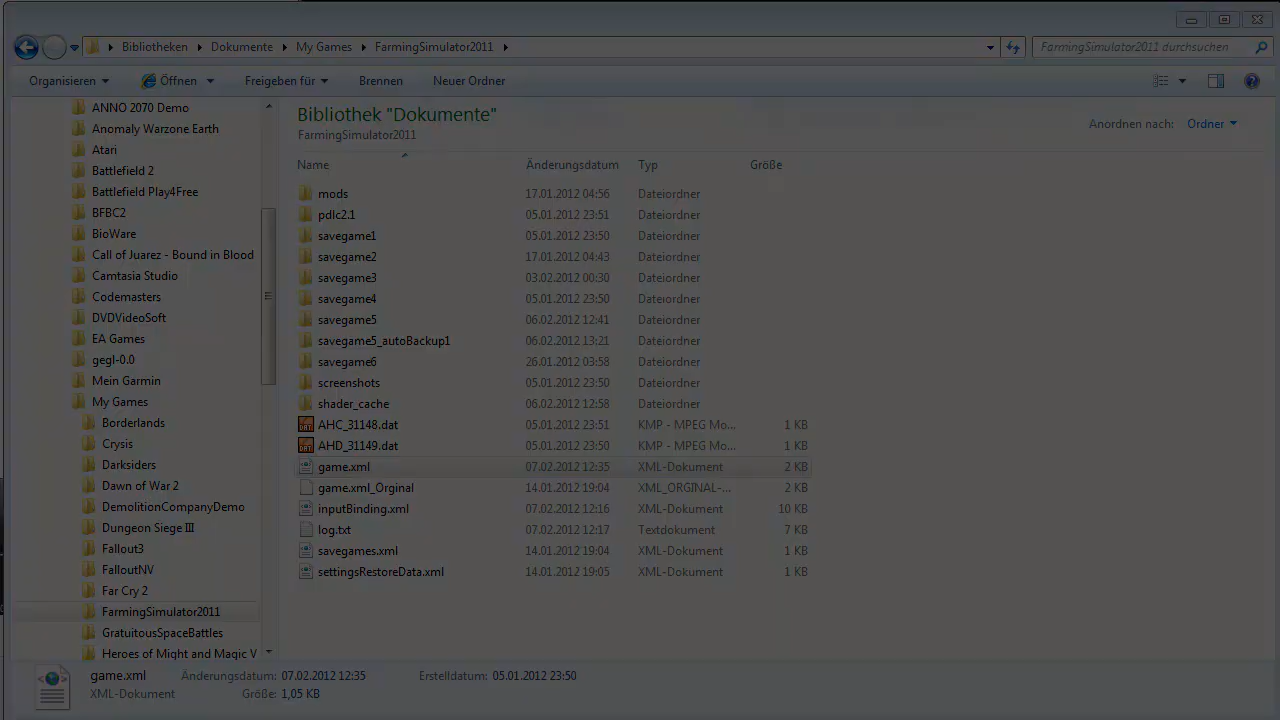 Bibliotheken Dokumente My Games FarmingSimulator2011
FarmingSimulator2011 durchsuchen
Organisieren Öffnen Freigeben für Brennen Neuer Ordner
ANNO 2070 Demo
Anomaly Warzone Earth
Atari
Battlefield 2
Battlefield Play4Free
BFBC2
BioWare
Call of Juarez - Bound in Blood
Camtasia Studio
Codemasters
DVDVideoSoft
EA Games
gegl-0.0
Mein Garmin
My Games
Borderlands
Crysis
Darksiders
Dawn of War 2
DemolitionCompanyDemo
Dungeon Siege III
Fallout3
FalloutNV
Far Cry 2
FarmingSimulator2011
GratuitousSpaceBattles
Heroes of Might and Magic V
Bibliothek "Dokumente"
FarmingSimulator2011
Anordnen nach: Ordner
Name Änderungsdatum Typ Größe
mods 17.01.2012 04:56 Dateiordner
pdlc2.1 05.01.2012 23:51 Dateiordner
savegame1 05.01.2012 23:50 Dateiordner
savegame2 17.01.2012 04:43 Dateiordner
savegame3 03.02.2012 00:30 Dateiordner
savegame4 05.01.2012 23:50 Dateiordner
savegame5 06.02.2012 12:41 Dateiordner
savegame5_autoBackup1 06.02.2012 13:21 Dateiordner
savegame6 26.01.2012 03:58 Dateiordner
screenshots 05.01.2012 23:50 Dateiordner
shader_cache 06.02.2012 12:58 Dateiordner
AHC_31148.dat 05.01.2012 23:51 KMP - MPEG Mo... 1 KB
AHD_31149.dat 05.01.2012 23:50 KMP - MPEG Mo... 1 KB
game.xml 07.02.2012 12:35 XML-Dokument 2 KB
game.xml_Orginal 14.01.2012 19:04 XML_ORGINAL-... 2 KB
inputBinding.xml 07.02.2012 12:16 XML-Dokument 10 KB
log.txt 07.02.2012 12:17 Textdokument 7 KB
savegames.xml 14.01.2012 19:04 XML-Dokument 1 KB
settingsRestoreData.xml 14.01.2012 19:05 XML-Dokument 1 KB
game.xml Änderungsdatum: 07.02.2012 12:35 Erstelldatum: 05.01.2012 23:50
XML-Dokument Größe: 1,05 KB